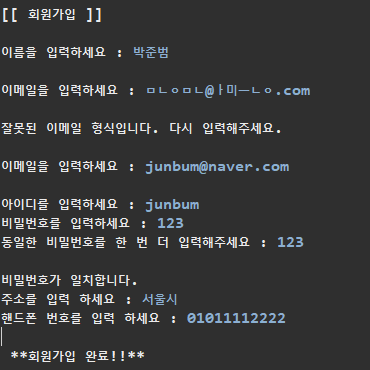 [[ 회원가입 ]]
이름을 입력하세요 : 박준범
이메일을 입력하세요 : ㅁㄴㅇㅁㄴ@ㅏ미ㅡㄴㅇ.com
잘못된 이메일 형식입니다. 다시 입력해주세요.
이메일을 입력하세요 : junbum@naver.com
아이디를 입력하세요 : junbum
비밀번호를 입력하세요 : 123
동일한 비밀번호를 한 번 더 입력해주세요 : 123
비밀번호가 일치합니다.
주소를 입력 하세요 : 서울시
핸드폰 번호를 입력 하세요 : 01011112222
**회원가입 완료!!**